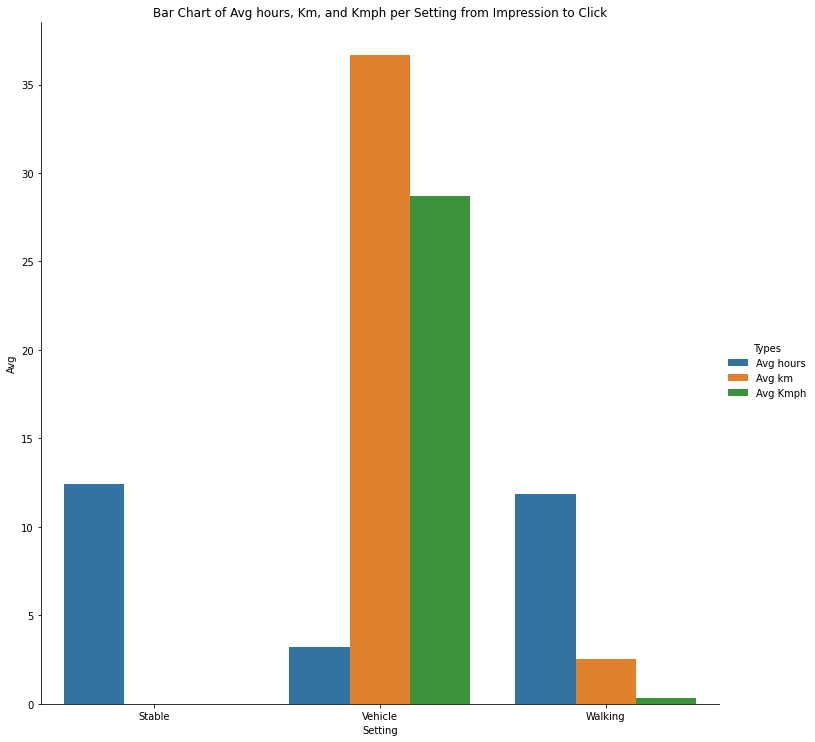 Bar Chart of Avg hours, Km, and Kmph per Setting from Impression to Click
35
30
25
20
15
10
5
0
Avg
Stable
Vehicle
Walking
Setting
Types
Avg hours
Avg km
Avg Kmph